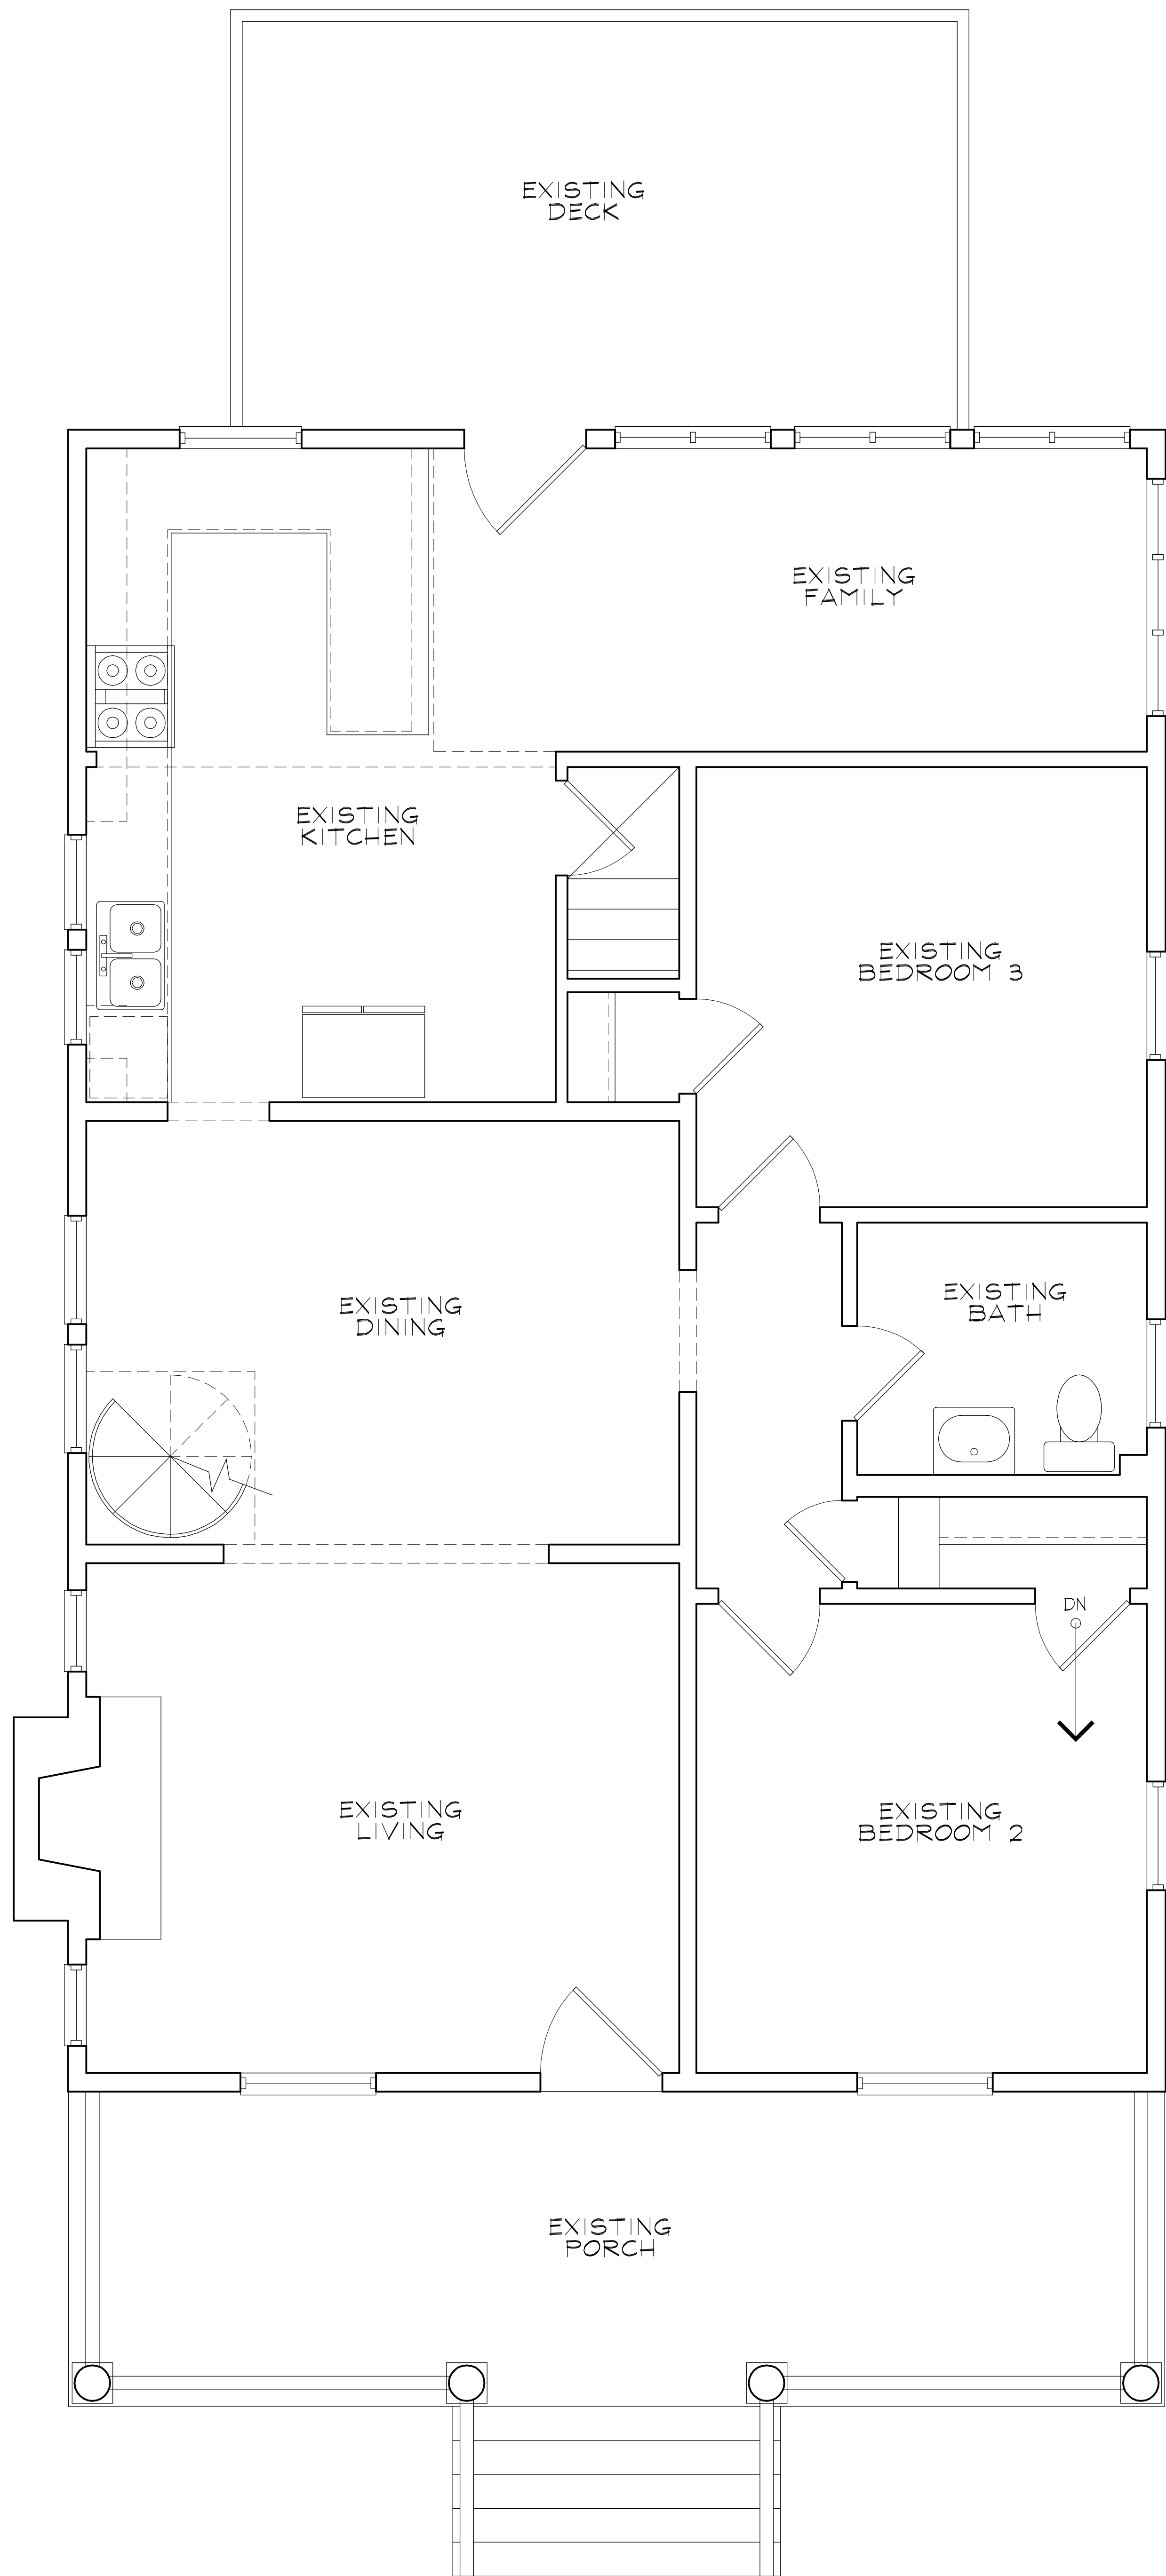 EXISTING
DECK
EXISTING
FAMILY
EXISTING
KITCHEN
EXISTING
BEDROOM 3
EXISTING
BATH
EXISTING
DINING
DN
EXISTING
LIVING
EXISTING
BEDROOM 2
EXISTING
PORCH